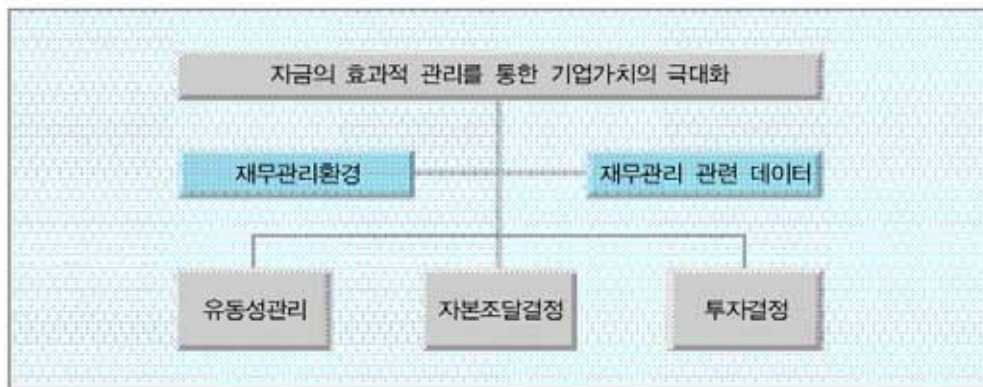 자금의 효과적 관리를 통한 기업가치의 극대화
재무관리환경
재무관리 관련 데이터
유동성관리
자본조달결정
투자결정